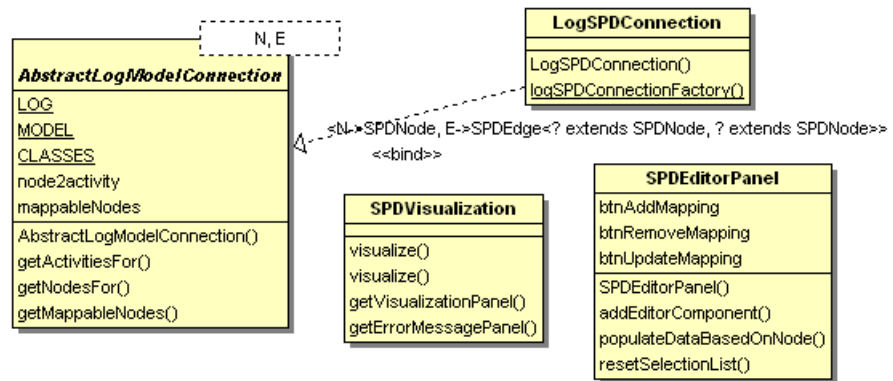 N, E
AbstractLogModelConnection
LOG
MODEL
CLASSES
node2activity
mappableNodes
AbstractLogModelConnection()
getActivitiesFor()
getNodesFor()
getMappableNodes()
LogSPDConnection
LogSPDConnection()
logSPDConnectionFactory()
<N->SPDNode, E->SPDEdge<? extends SPDNode, ? extends SPDNode>>
<<bind>>
SPDVisualization
visualize()
visualize()
getVisualizationPanel()
getErrorMessagePanel()
SPDEditorPanel
btnAddMapping
btnRemoveMapping
btnUpdateMapping
SPDEditorPanel()
addEditorComponent()
populateDataBasedOnNode()
resetSelectionList()